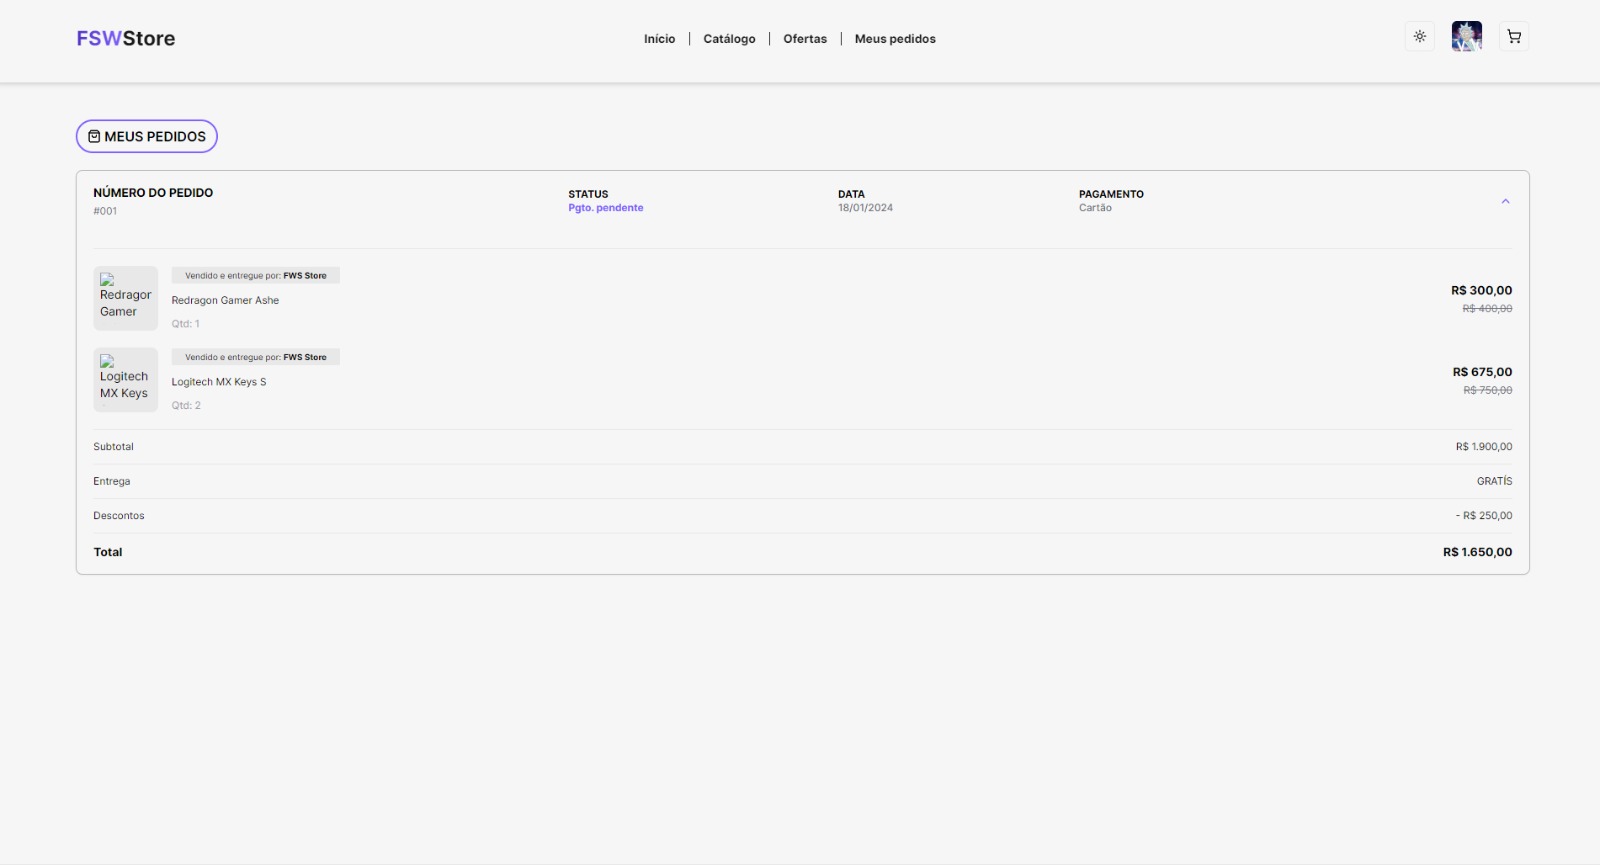 FSWStore
Início | Catálogo | Ofertas | Meus pedidos
MEUS PEDIDOS
NÚMERO DO PEDIDO
#001
STATUS
Pgto. pendente
DATA
18/01/2024
PAGAMENTO
Cartão
Redragor
Gamer
Vendido e entregue por: FWS Store
Redragon Gamer Ashe
Qtd: 1
R$ 300,00
R$ 400,00
Logitech
MX Keys
Vendido e entregue por: FWS Store
Logitech MX Keys S
Qtd: 2
R$ 675,00
R$ 750,00
Subtotal R$ 1.900,00
Entrega GRATÍS
Descontos - R$ 250,00
Total R$ 1.650,00